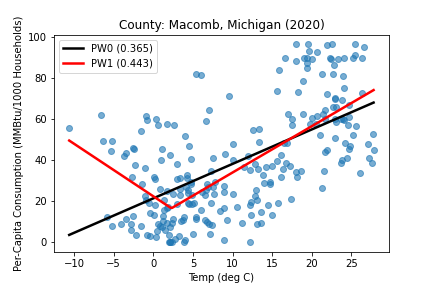 County: Macomb, Michigan (2020)
Per-Capita Consumption (MMBtu/1000 Households)
100
80
60
40
20
0
PW0 (0.365)
PW1 (0.443)
−10 −5 0 5 10 15 20 25
Temp (deg C)